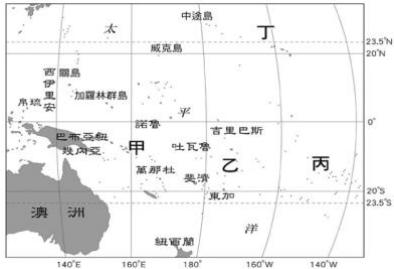 中途島
太
丁
23.5°N
威克島
20°N
西伊里安
關島
加羅林群島
帛琉
平
諾魯
0°
吉里巴斯
巴布亞紐
幾內亞
甲
吐瓦魯
乙
丙
萬那杜
斐濟
20°S
東加
23.5°S
澳 洲
洋
紐西蘭
140°E
160°E
180°
160°W
140°W